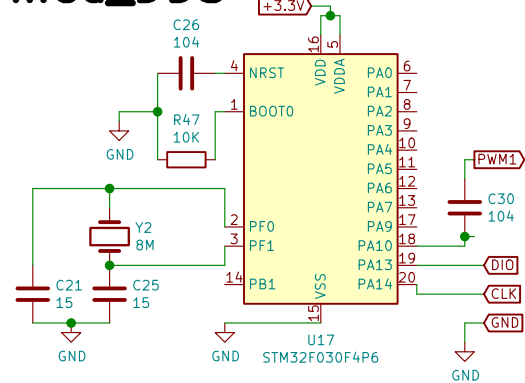 +3.3V
C26
104
16
5
VDD
VDDA
4
NRST
PA0
6
PA1
7
1
BOOT0
PA2
8
R47
10K
PA3
9
PA4
10
GND
PA5
11
PWM1
PA6
12
PA7
13
C30
104
2
PF0
PA9
17
Y2
8M
3
PF1
PA10
18
PA13
19
DIO
14
PB1
PA14
20
CLK
C21
15
C25
15
VSS
15
GND
GND
GND
U17
STM32F030F4P6
GND